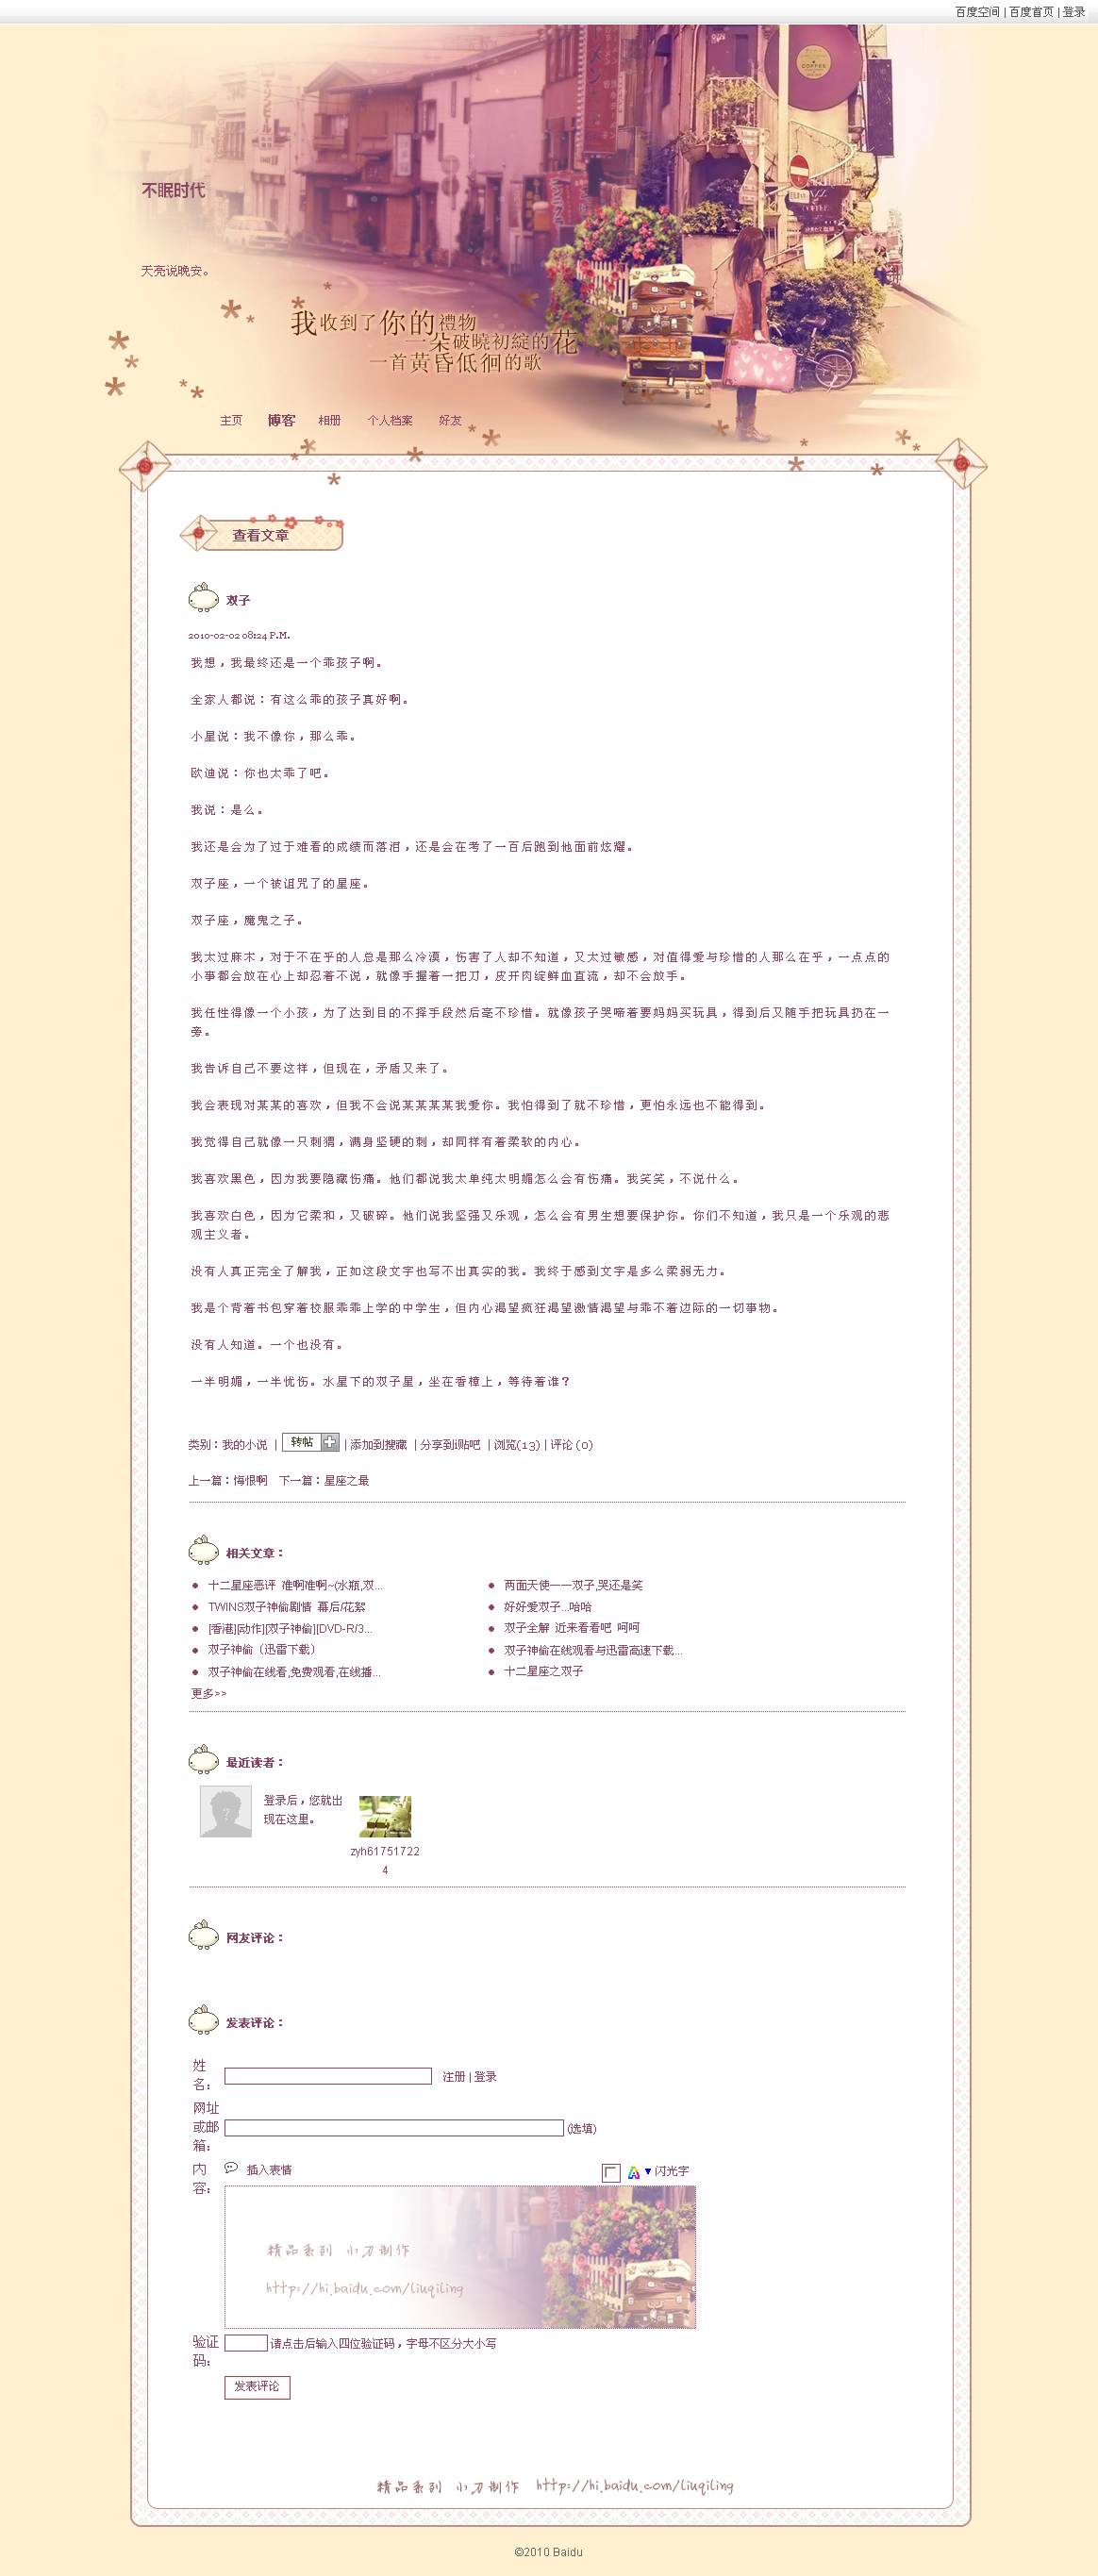 百度空间 | 百度首页 | 登录
COFFEE
不眠时代
天亮说晚安。
我收到了你的禮物
一朵破曉初綻的花
一首黄昏低徊的歌
主页 博客 相册 个人档案 好友
查看文章
双子
2010-02-02 08:24 P.M.
我想，我最终还是一个乖孩子啊。
全家人都说：有这么乖的孩子真好啊。
小星说：我不像你，那么乖。
欧迪说：你也太乖了吧。
我说：是么。
我还是会为了过于难看的成绩而落泪，还是会在考了一百后跑到他面前炫耀。
双子座，一个被诅咒了的星座。
双子座，魔鬼之子。
我太过麻木，对于不在乎的人总是那么冷漠，伤害了人却不知道，又太过敏感，对值得爱与珍惜的人那么在乎，一点点的
小事都会放在心上却忍着不说，就像手握着一把刀，皮开肉绽鲜血直流，却不会放手。
我任性得像一个小孩，为了达到目的不择手段然后毫不珍惜。就像孩子哭啼着要妈妈买玩具，得到后又随手把玩具扔在一
旁。
我告诉自己不要这样，但现在，矛盾又来了。
我会表现对某某的喜欢，但我不会说某某某某我爱你。我怕得到了就不珍惜，更怕永远也不能得到。
我觉得自己就像一只刺猬，满身坚硬的刺，却同样有着柔软的内心。
我喜欢黑色，因为我要隐藏伤痛。他们都说我太单纯太明媚怎么会有伤痛。我笑笑，不说什么。
我喜欢白色，因为它柔和，又破碎。他们说我坚强又乐观，怎么会有男生想要保护你。你们不知道，我只是一个乐观的悲
观主义者。
没有人真正完全了解我，正如这段文字也写不出真实的我。我终于感到文字是多么柔弱无力。
我是个背着书包穿着校服乖乖上学的中学生，但内心渴望疯狂渴望激情渴望与乖不着边际的一切事物。
没有人知道。一个也没有。
一半明媚，一半忧伤。水星下的双子星，坐在香樟上，等待着谁？
类别：我的小说 | 转帖 | 添加到搜藏 | 分享到i贴吧 | 浏览(13) | 评论 (0)
上一篇：悔恨啊 下一篇：星座之最
相关文章：
十二星座恶评 准啊准啊~(水瓶,双... 两面天使——双子,哭还是笑
TWINS双子神偷剧情 幕后/花絮 好好爱双子...哈哈
[香港][动作][双子神偷][DVD-R/3... 双子全解 近来看看吧 呵呵
双子神偷〔迅雷下载〕 双子神偷在线观看与迅雷高速下载...
双子神偷在线看,免费观看,在线播... 十二星座之双子
更多>>
最近读者：
登录后，您就出
现在这里。
zyh61751722
4
网友评论：
发表评论：
姓
名： 注册 | 登录
网址
或邮
箱： (选填)
内
容： 插入表情 闪光字
精品系列 小刀制作
http://hi.baidu.com/liuqiling
验证
码： 请点击后输入四位验证码，字母不区分大小写
发表评论
精品系列 小刀制作 http://hi.baidu.com/liuqiling
©2010 Baidu